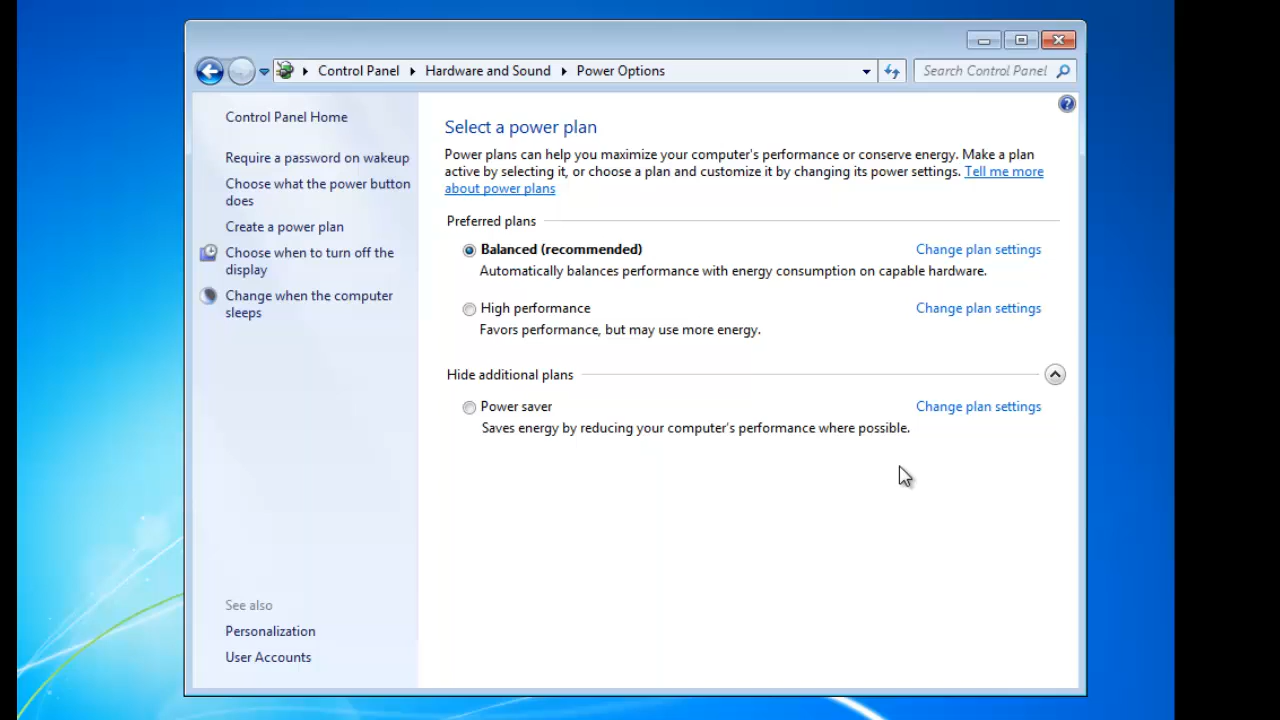 Control Panel Hardware and Sound Power Options
Search Control Panel
Control Panel Home
Require a password on wakeup
Choose what the power button
does
Create a power plan
Choose when to turn off the
display
Change when the computer
sleeps
See also
Personalization
User Accounts
Select a power plan
Power plans can help you maximize your computer's performance or conserve energy. Make a plan
active by selecting it, or choose a plan and customize it by changing its power settings. Tell me more
about power plans
Preferred plans
Balanced (recommended) Change plan settings
Automatically balances performance with energy consumption on capable hardware.
High performance Change plan settings
Favors performance, but may use more energy.
Hide additional plans
Power saver Change plan settings
Saves energy by reducing your computer's performance where possible.